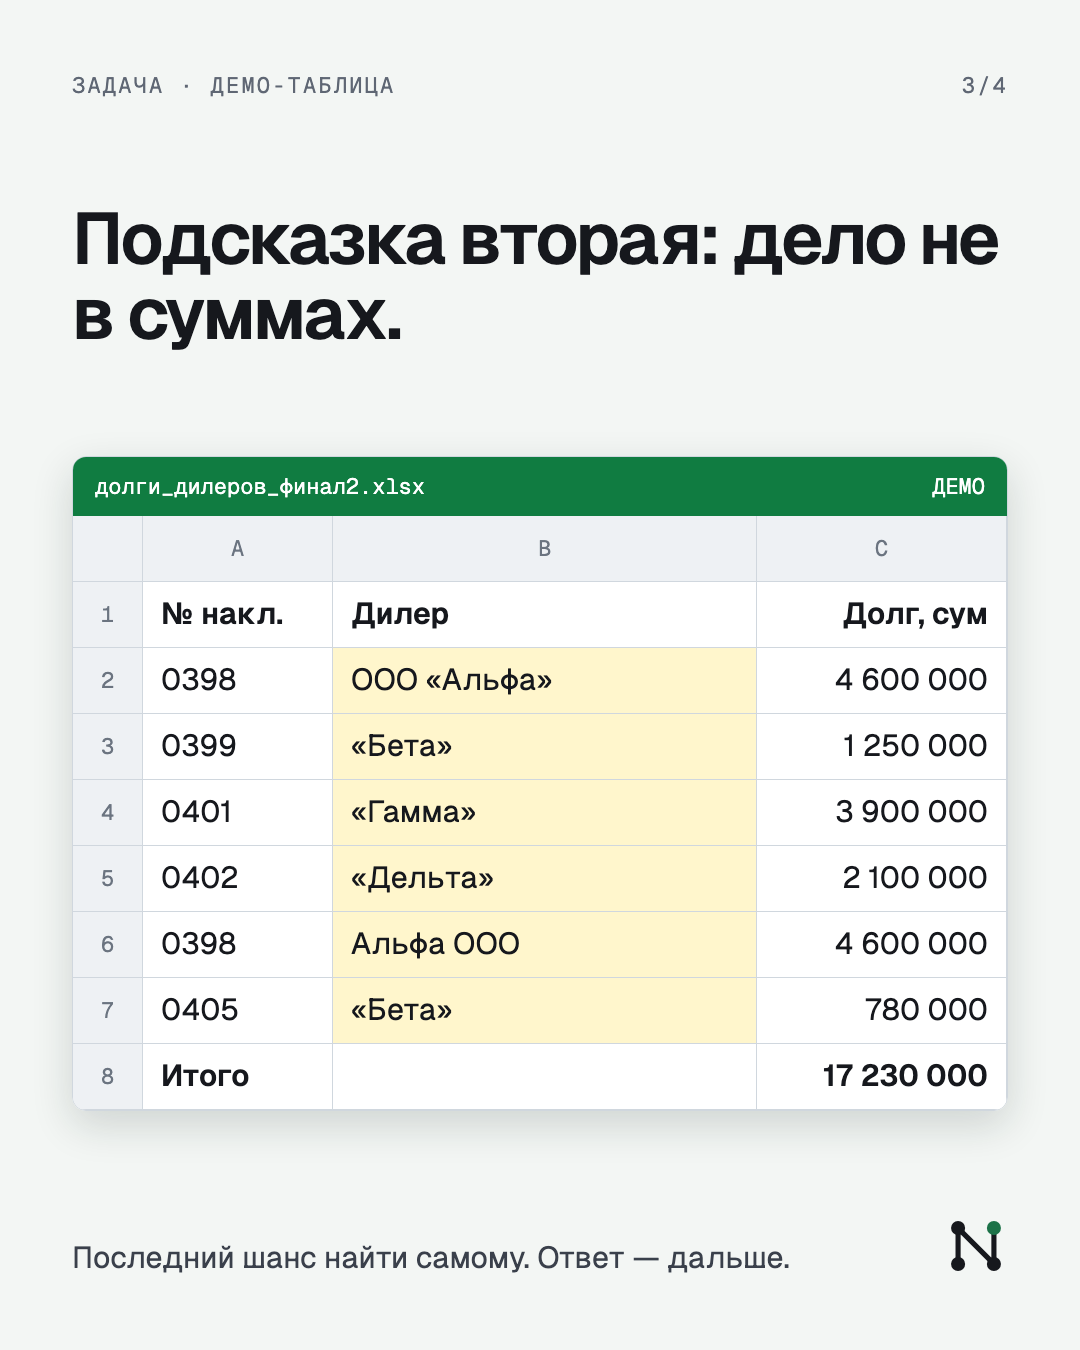 ЗАДАЧА · ДЕМО-ТАБЛИЦА 3/4
Подсказка вторая: дело не
в суммах.
долги_дилеров_финал2.xlsx ДЕМО
A B C
1 № накл. Дилер Долг, сум
2 0398 ООО «Альфа» 4 600 000
3 0399 «Бета» 1 250 000
4 0401 «Гамма» 3 900 000
5 0402 «Дельта» 2 100 000
6 0398 Альфа ООО 4 600 000
7 0405 «Бета» 780 000
8 Итого 17 230 000
Последний шанс найти самому. Ответ — дальше.